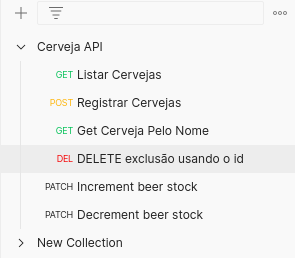 Cerveja API
GET Listar Cervejas
POST Registrar Cervejas
GET Get Cerveja Pelo Nome
DEL DELETE exclusão usando o id
PATCH Increment beer stock
PATCH Decrement beer stock
New Collection